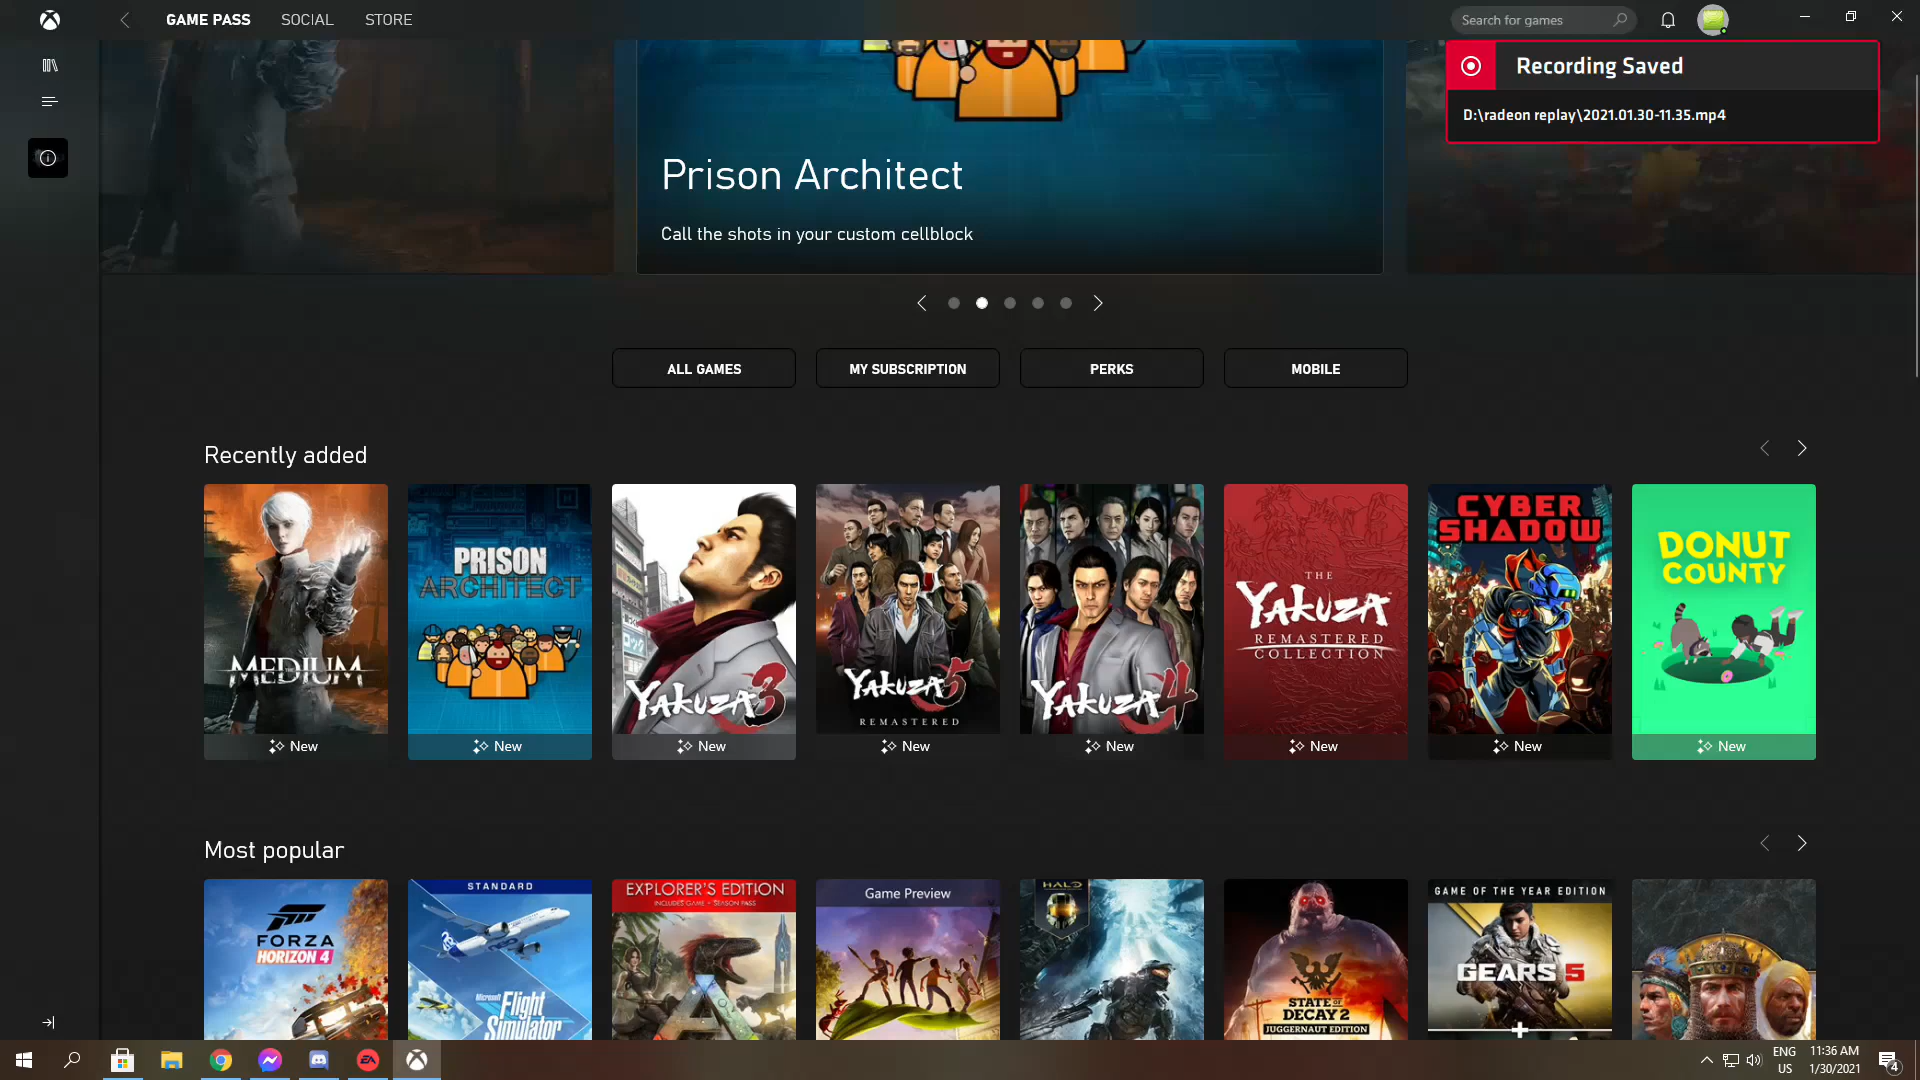 GAME PASS SOCIAL STORE
Search for games
Recording Saved
D:\radeon replay\2021.01.30-11.35.mp4
Prison Architect
Call the shots in your custom cellblock
ALL GAMES
MY SUBSCRIPTION
PERKS
MOBILE
Recently added
THE
MEDIUM
New
PRISON
ARCHITECT
New
YAKUZA 3
New
YAKUZA 5
REMASTERED
New
YAKUZA 4
New
THE
YAKUZA
REMASTERED
COLLECTION
New
CYBER
SHADOW
New
DONUT
COUNTY
New
Most popular
FORZA
HORIZON 4
STANDARD
Microsoft
Flight
Simulator
EXPLORER'S EDITION
INCLUDES GAME + SEASON PASS
Game Preview
HALO
STATE OF
DECAY 2
JUGGERNAUT EDITION
GAME OF THE YEAR EDITION
GEARS 5
ENG
US
11:36 AM
1/30/2021
4